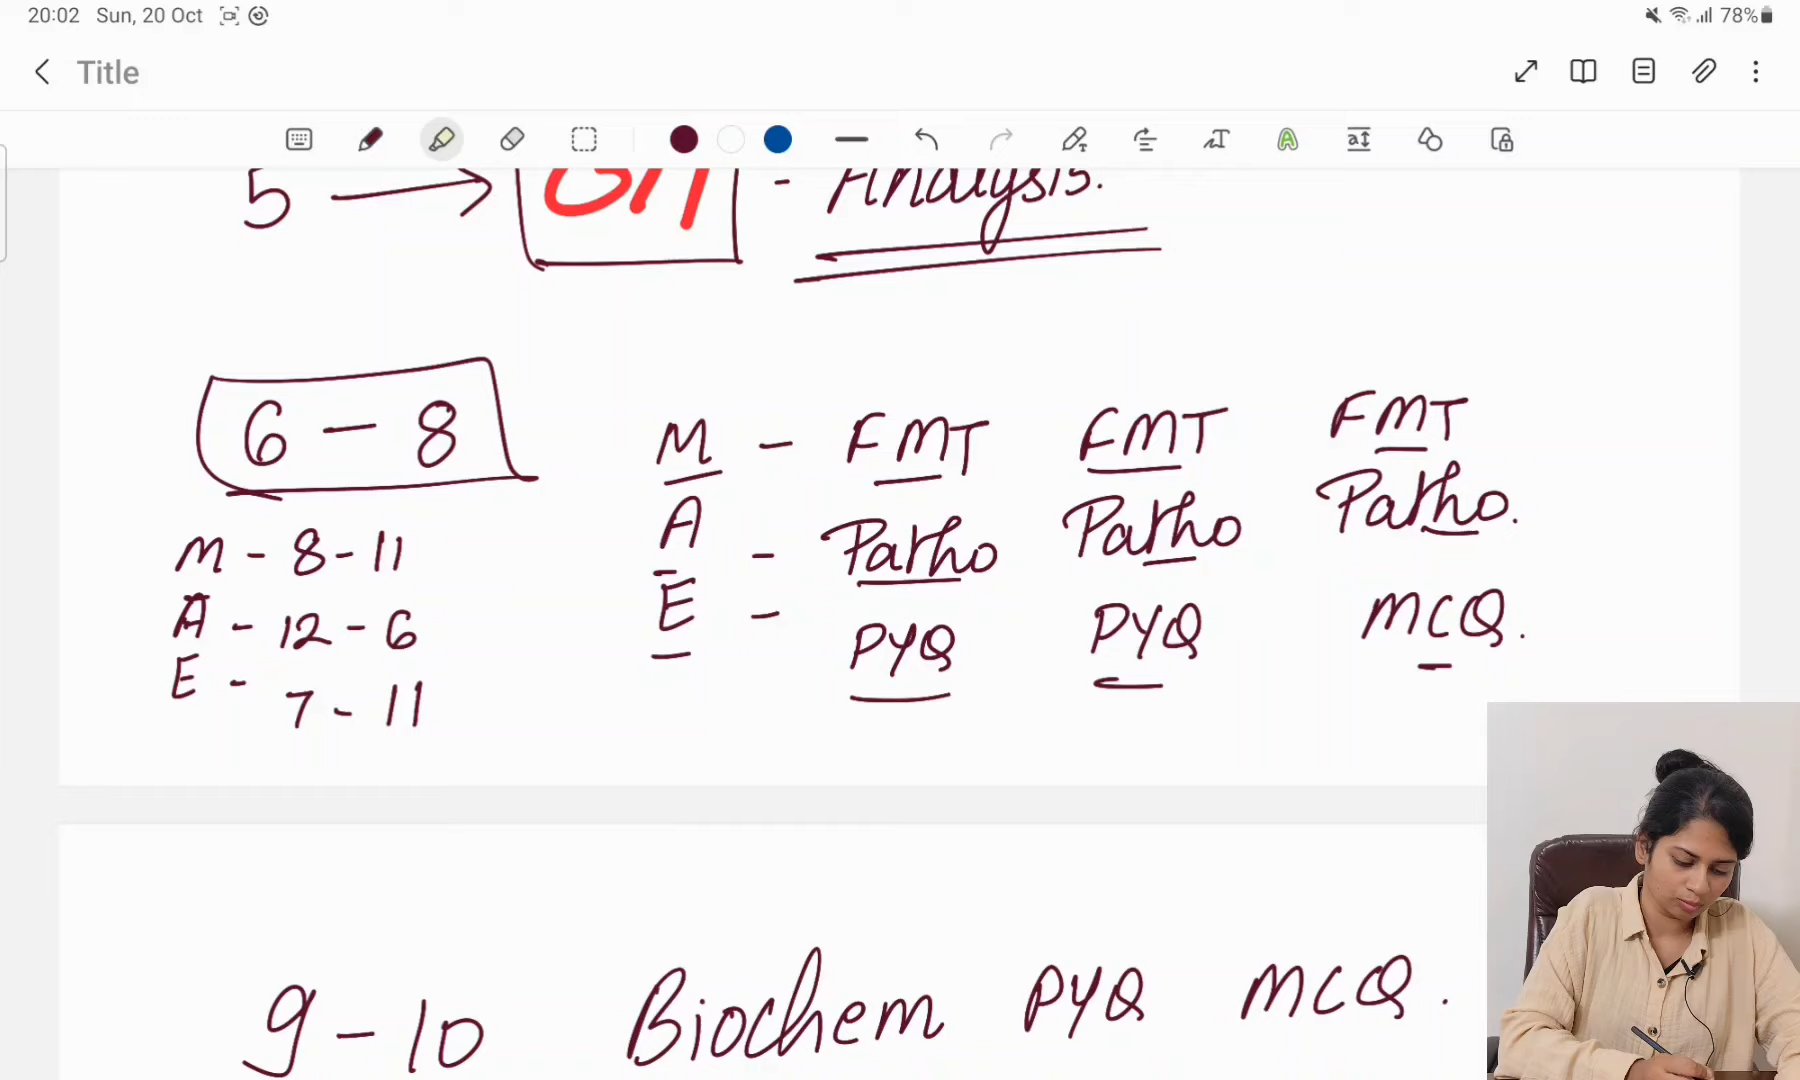 20:02 Sun, 20 Oct 78%
Title
5 → GM - Analysis.
6 - 8
M - FMT FMT FMT
A - Patho Patho Patho.
E - PYQ PYQ MCQ.
M - 8 - 11
A - 12 - 6
E - 7 - 11
9 - 10 Biochem PYQ MCQ.